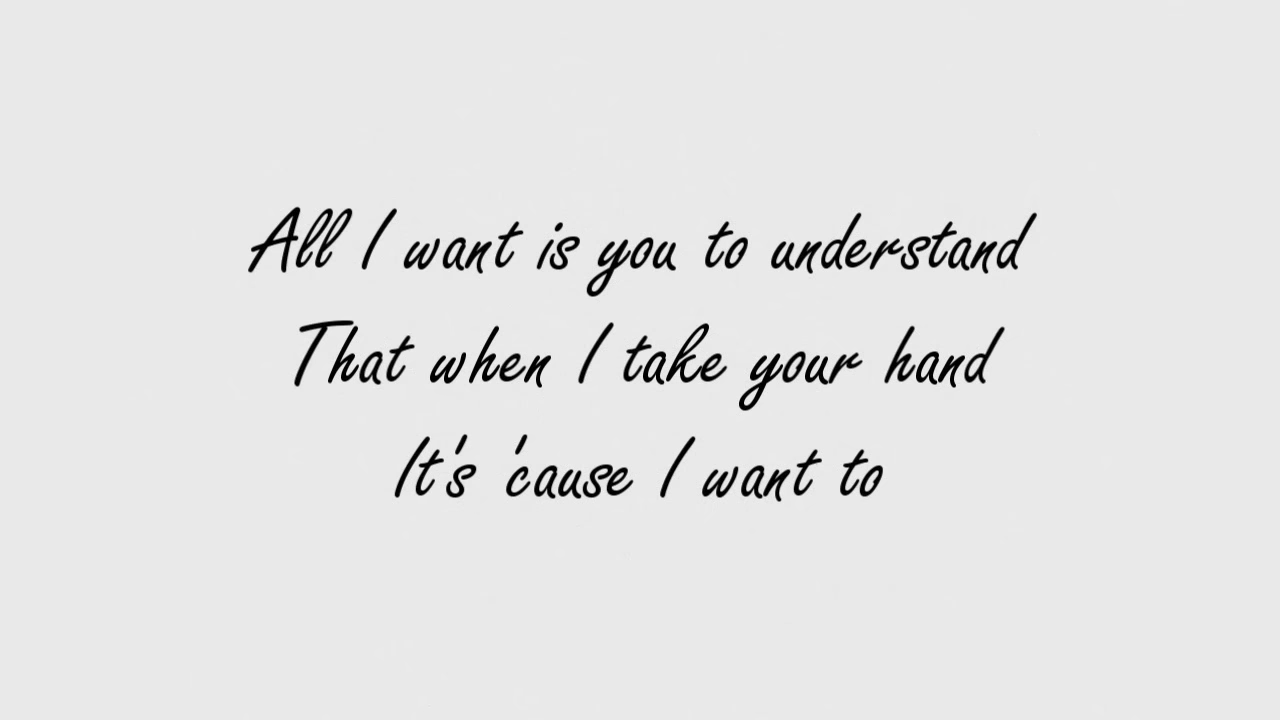 All I want is you to understand
That when I take your hand
It's 'cause I want to